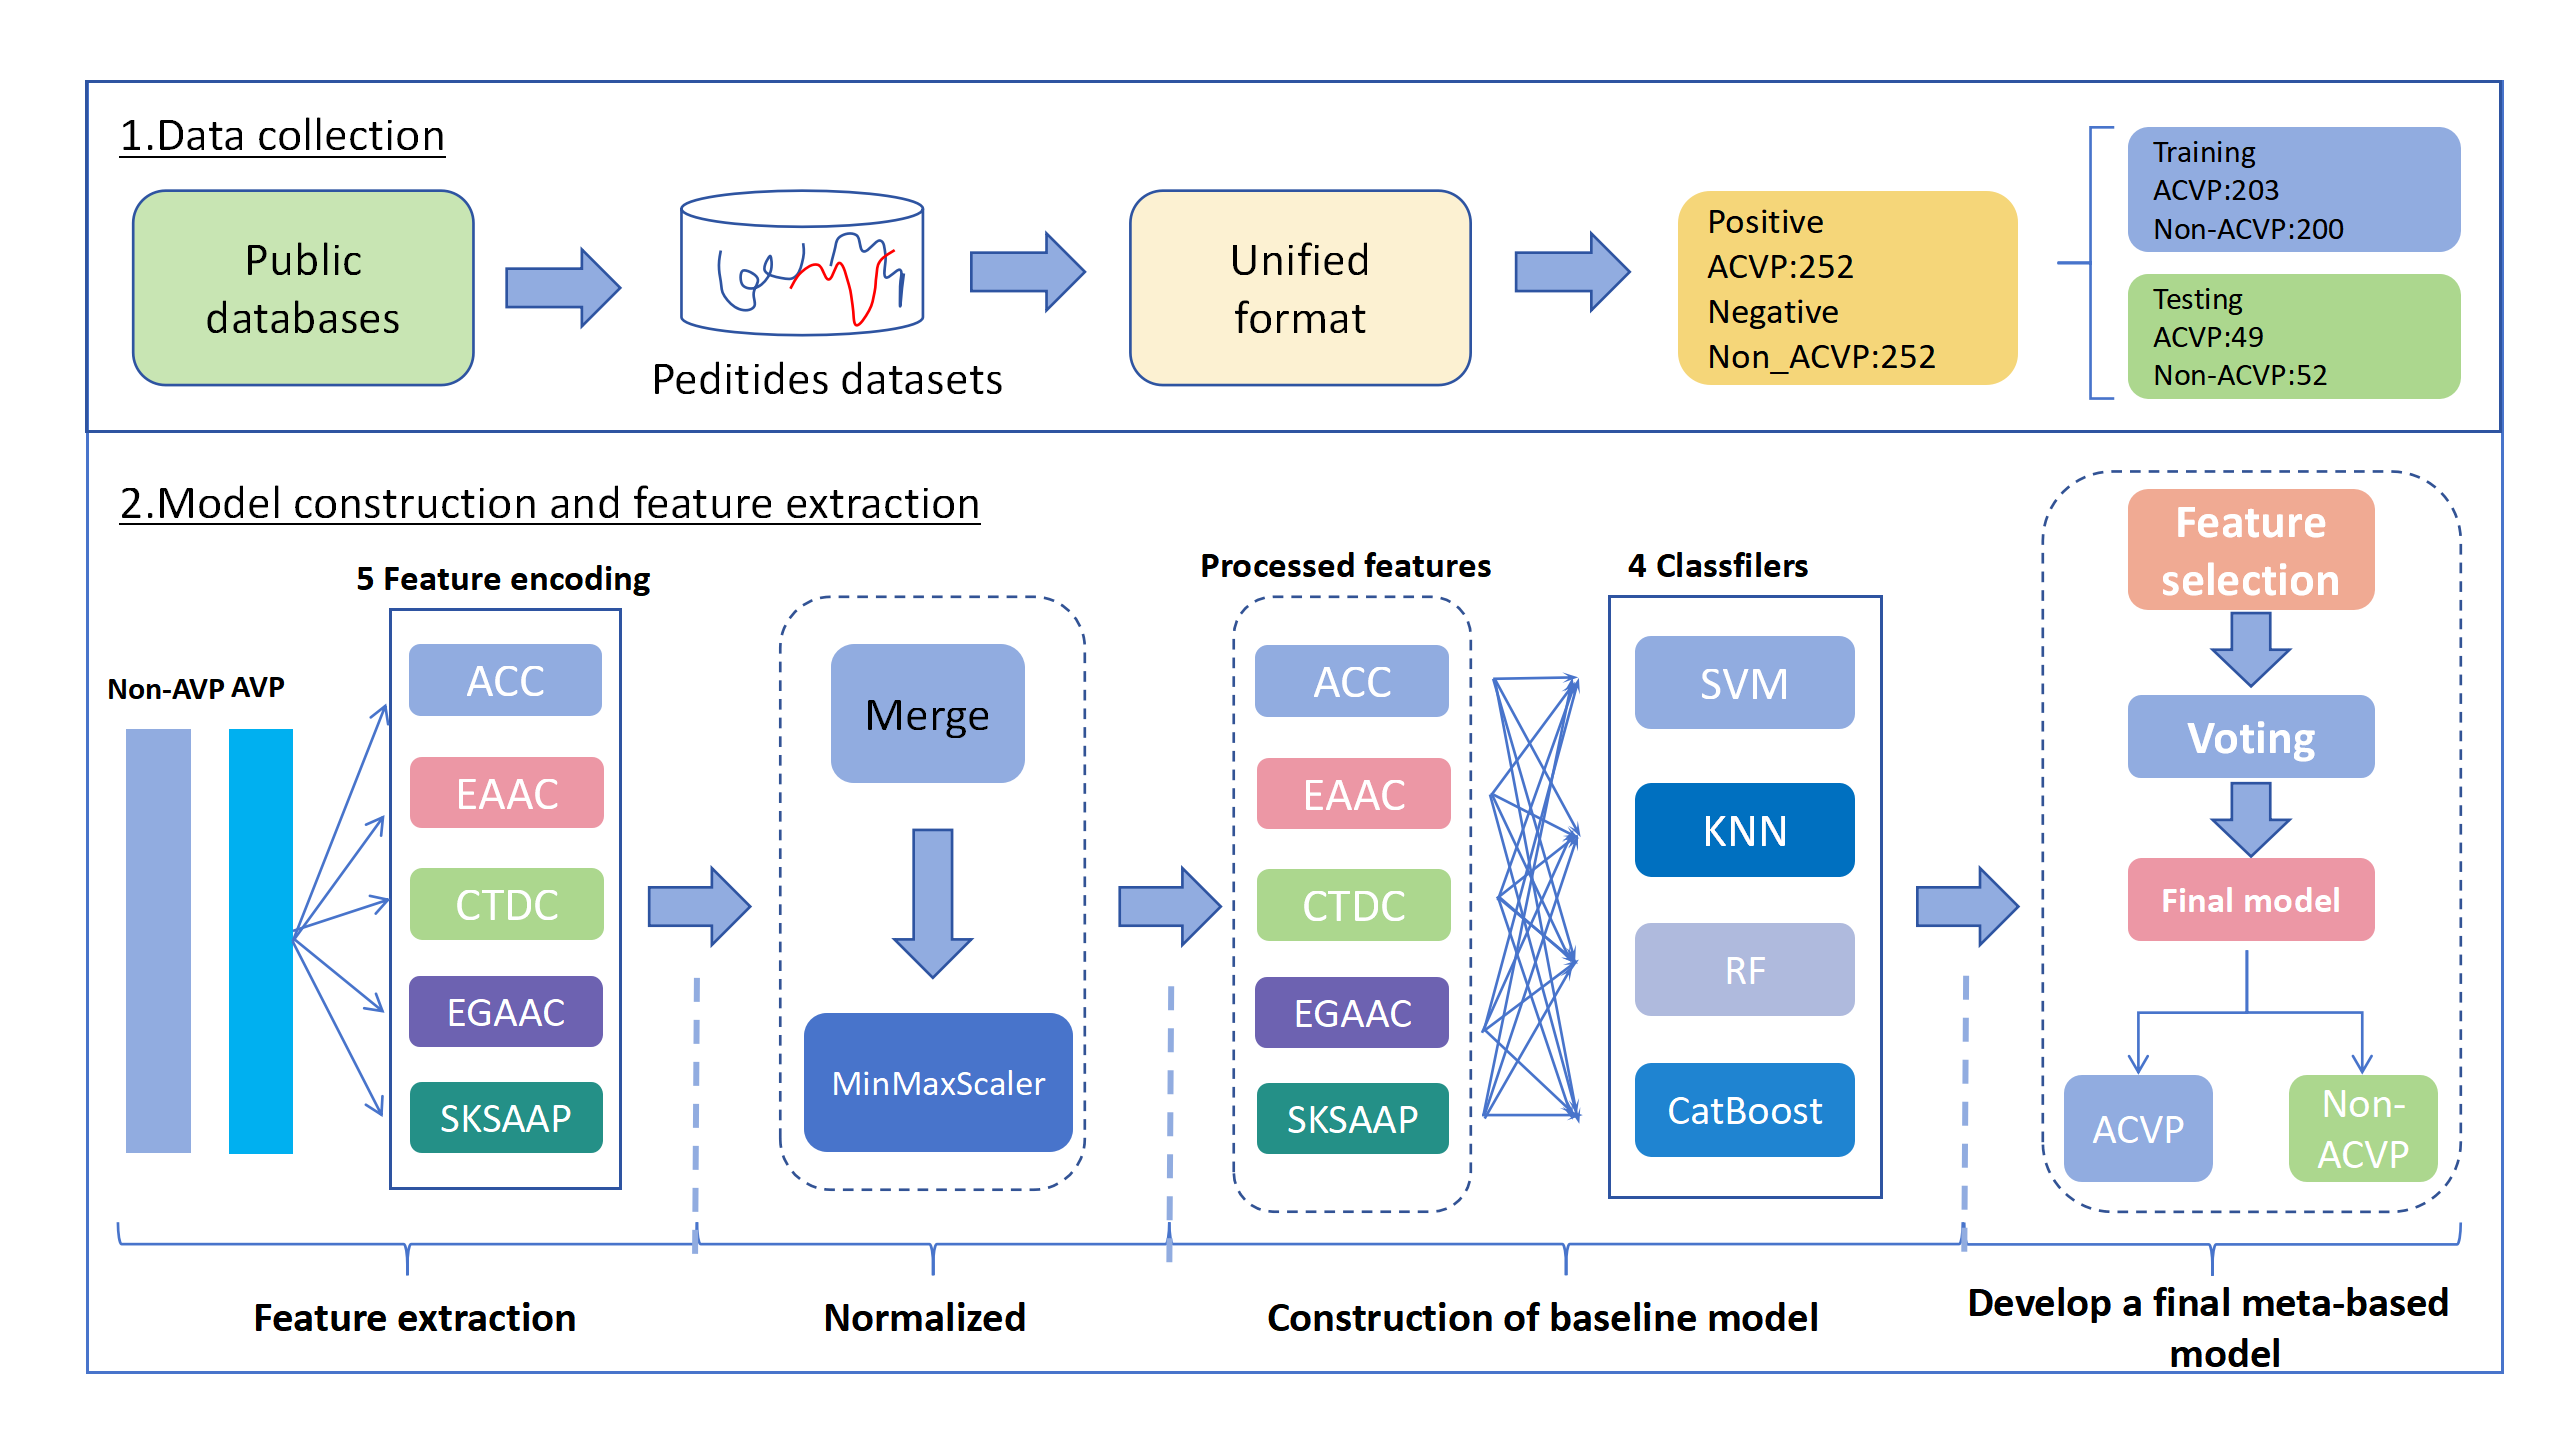 1.Data collection
Public
databases
Peditides datasets
Unified
format
Positive
ACVP:252
Negative
Non_ACVP:252
Training
ACVP:203
Non-ACVP:200
Testing
ACVP:49
Non-ACVP:52
2.Model construction and feature extraction
Non-AVP AVP
5 Feature encoding
ACC
EAAC
CTDC
EGAAC
SKSAAP
Merge
MinMaxScaler
Processed features
ACC
EAAC
CTDC
EGAAC
SKSAAP
4 Classfilers
SVM
KNN
RF
CatBoost
Feature
selection
Voting
Final model
ACVP
Non-
ACVP
Feature extraction
Normalized
Construction of baseline model
Develop a final meta-based
model